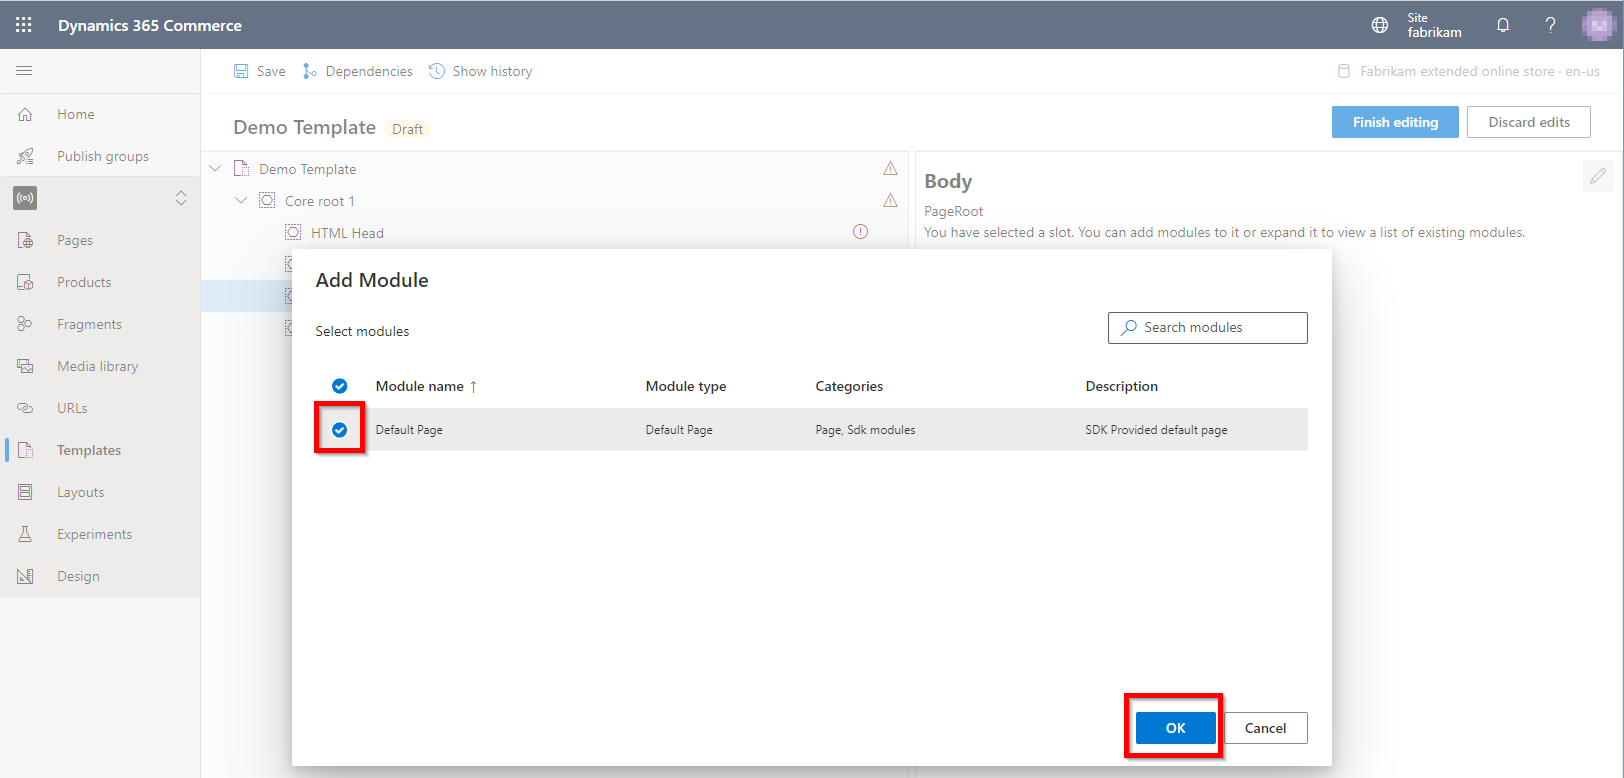 Dynamics 365 Commerce
Site
fabrikam
?
Save
Dependencies
Show history
Fabrikam extended online store · en-us
Home
Publish groups
Pages
Products
Fragments
Media library
URLs
Templates
Layouts
Experiments
Design
Demo Template
Draft
Finish editing
Discard edits
Demo Template
Core root 1
HTML Head
Body
PageRoot
You have selected a slot. You can add modules to it or expand it to view a list of existing modules.
Add Module
Select modules
Search modules
Module name ↑
Module type
Categories
Description
Default Page
Default Page
Page, Sdk modules
SDK Provided default page
OK
Cancel